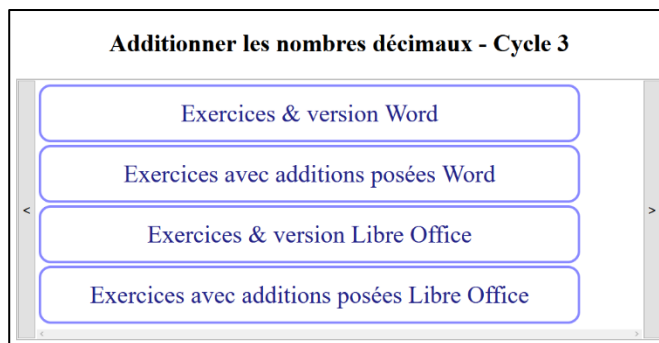 Additionner les nombres décimaux - Cycle 3
Exercices & version Word
Exercices avec additions posées Word
< >
Exercices & version Libre Office
Exercices avec additions posées Libre Office